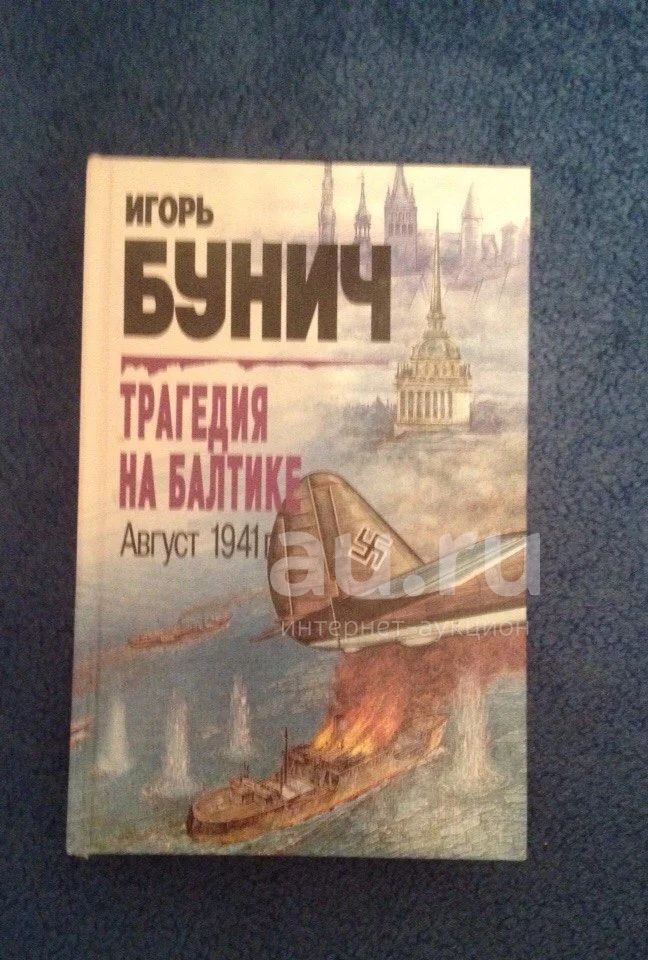 ИГОРЬ
БУНИЧ
ТРАГЕДИЯ
НА БАЛТИКЕ
Август 1941 г.
au.ru
интернет-аукцион